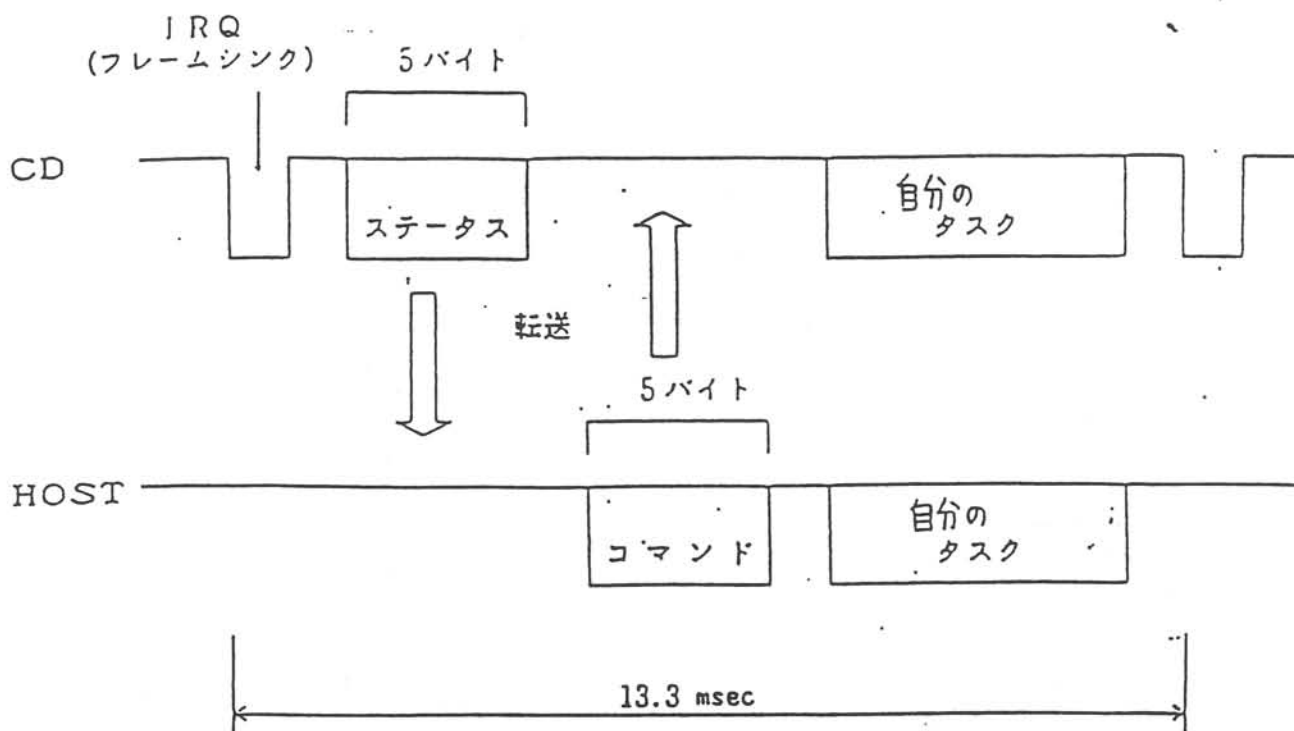 IRQ
(フレームシンク)
5バイト
CD
ステータス
自分の
タスク
転送
5バイト
HOST
コマンド
自分の
タスク
13.3 msec